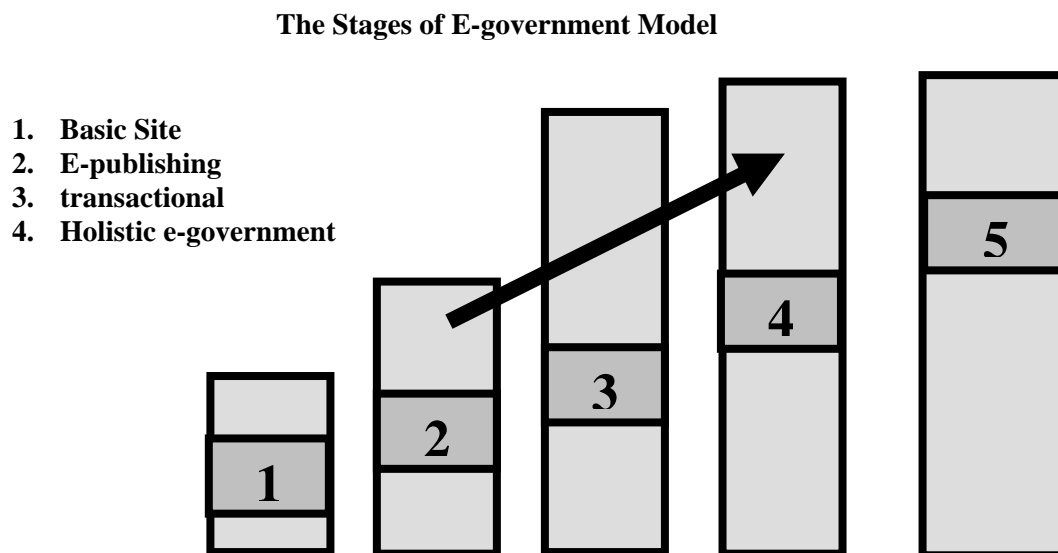 The Stages of E-government Model
1. Basic Site
2. E-publishing
3. transactional
4. Holistic e-government
1
2
3
4
5